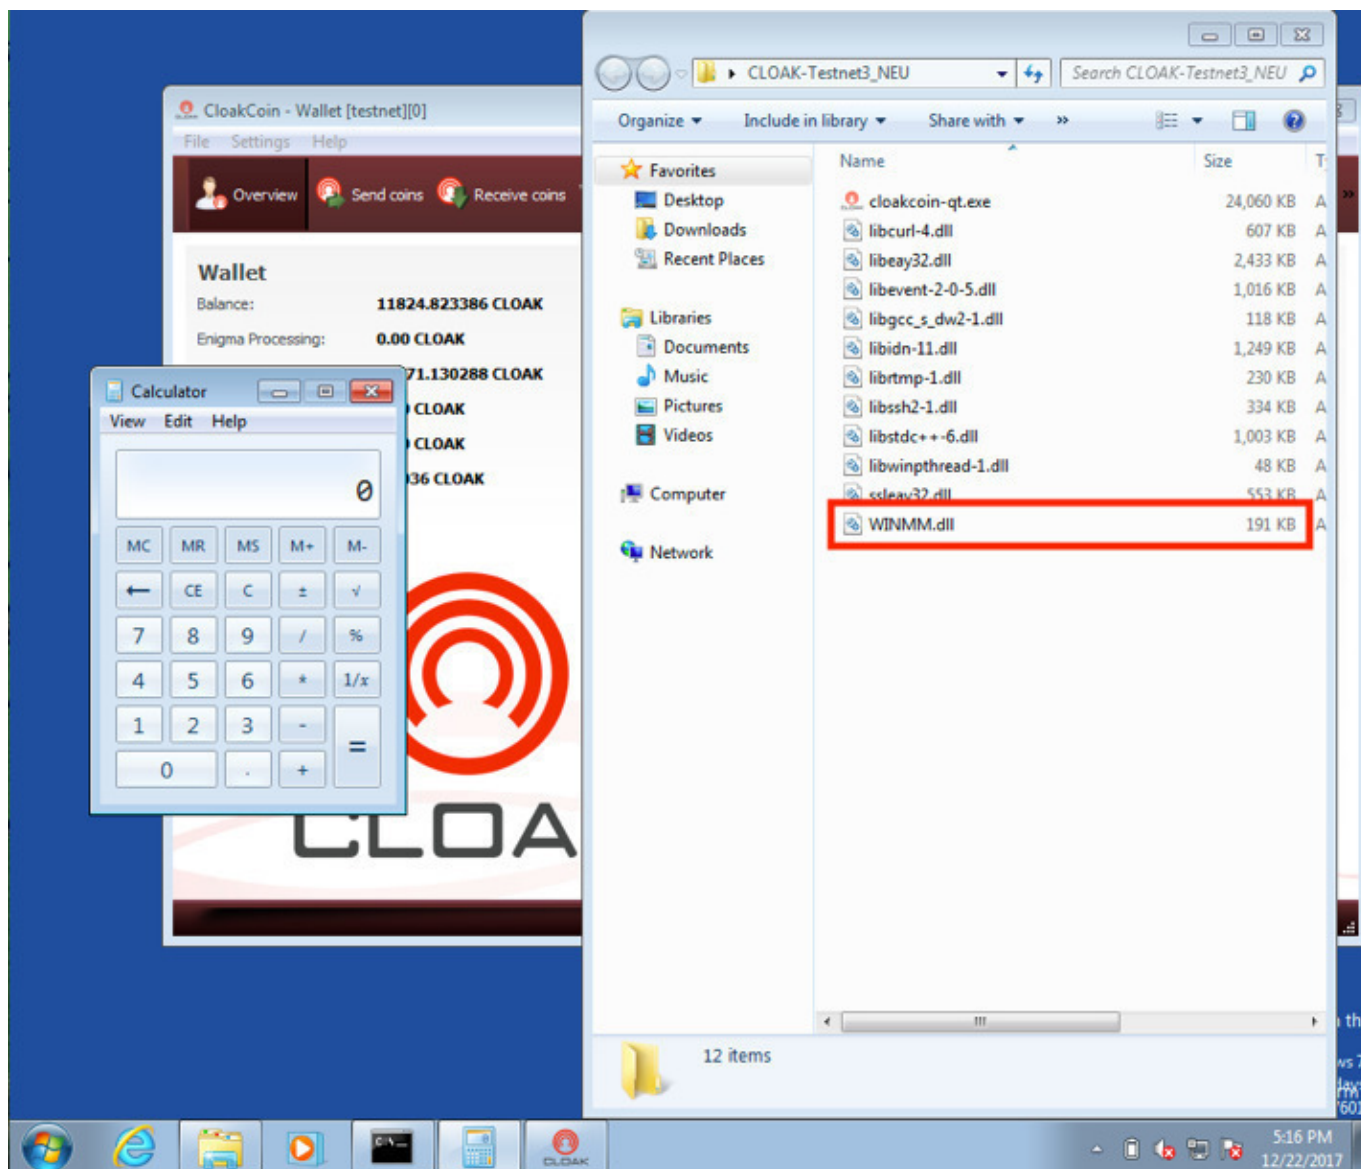 CLOAK-Testnet3_NEU
Search CLOAK-Testnet3_NEU
CloakCoin - Wallet [testnet][0]
File Settings Help
Organize Include in library Share with »
Overview Send coins Receive coins »
Favorites
Desktop
Downloads
Recent Places
Libraries
Documents
Music
Pictures
Videos
Computer
Network
Name Size T
cloakcoin-qt.exe 24,060 KB A
libcurl-4.dll 607 KB A
libeay32.dll 2,433 KB A
libevent-2-0-5.dll 1,016 KB A
libgcc_s_dw2-1.dll 118 KB A
libidn-11.dll 1,249 KB A
librtmp-1.dll 230 KB A
libssh2-1.dll 334 KB A
libstdc++-6.dll 1,003 KB A
libwinpthread-1.dll 48 KB A
ssleay32.dll 553 KB A
WINMM.dll 191 KB A
Wallet
Balance: 11824.823386 CLOAK
Enigma Processing: 0.00 CLOAK
71.130288 CLOAK
CLOAK
CLOAK
036 CLOAK
Calculator
View Edit Help
0
MC MR MS M+ M-
← CE C ± √
7 8 9 / %
4 5 6 * 1/x
1 2 3 - =
0 . +
CLOA
12 items
C:\_
CLOAK
5:16 PM
12/22/2017